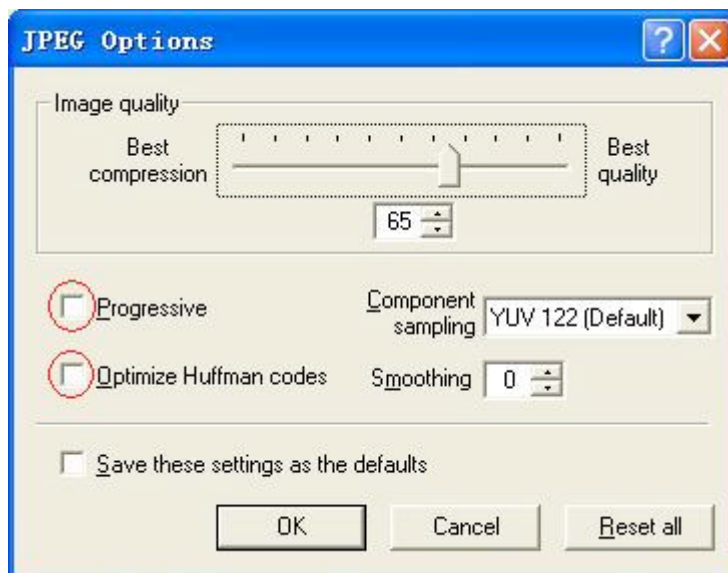 JPEG Options
Image quality
Best compression
Best quality
65
Progressive
Component sampling
YUV 122 (Default)
Optimize Huffman codes
Smoothing
0
Save these settings as the defaults
OK
Cancel
Reset all